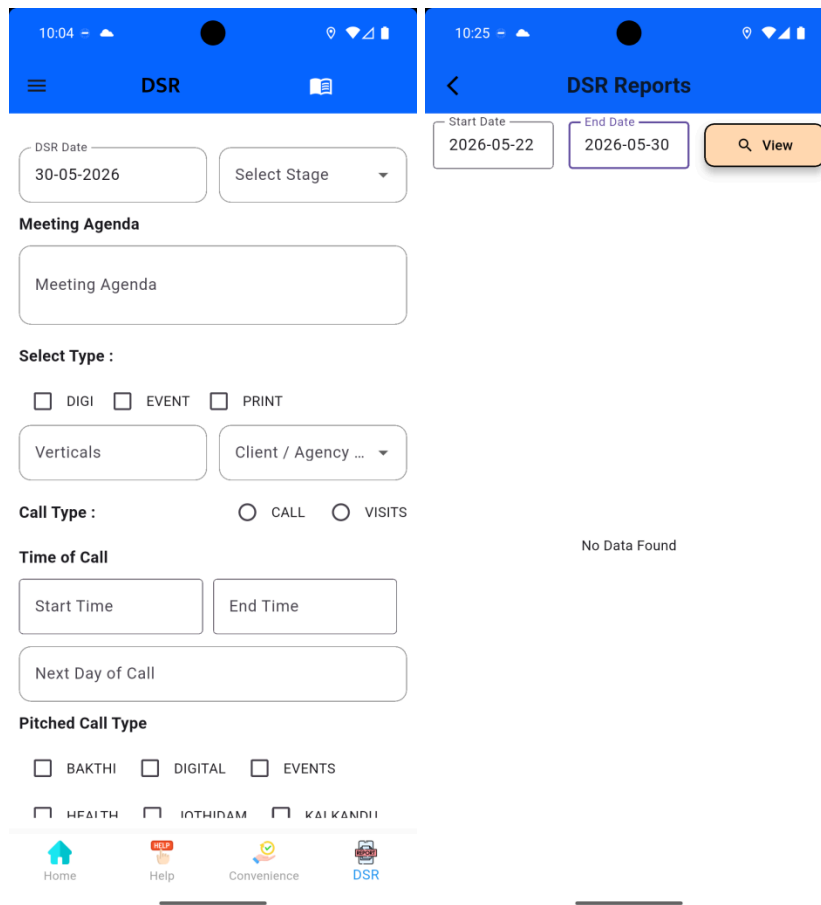 10:04
DSR
DSR Date
30-05-2026
Select Stage
Meeting Agenda
Meeting Agenda
Select Type :
DIGI EVENT PRINT
Verticals
Client / Agency ...
Call Type :
CALL VISITS
Time of Call
Start Time
End Time
Next Day of Call
Pitched Call Type
BAKTHI DIGITAL EVENTS
HEALTH JOTHIDAM KALKANDU
HELP
REPORT
Home Help Convenience DSR
10:25
DSR Reports
Start Date
End Date
2026-05-22
2026-05-30
View
No Data Found